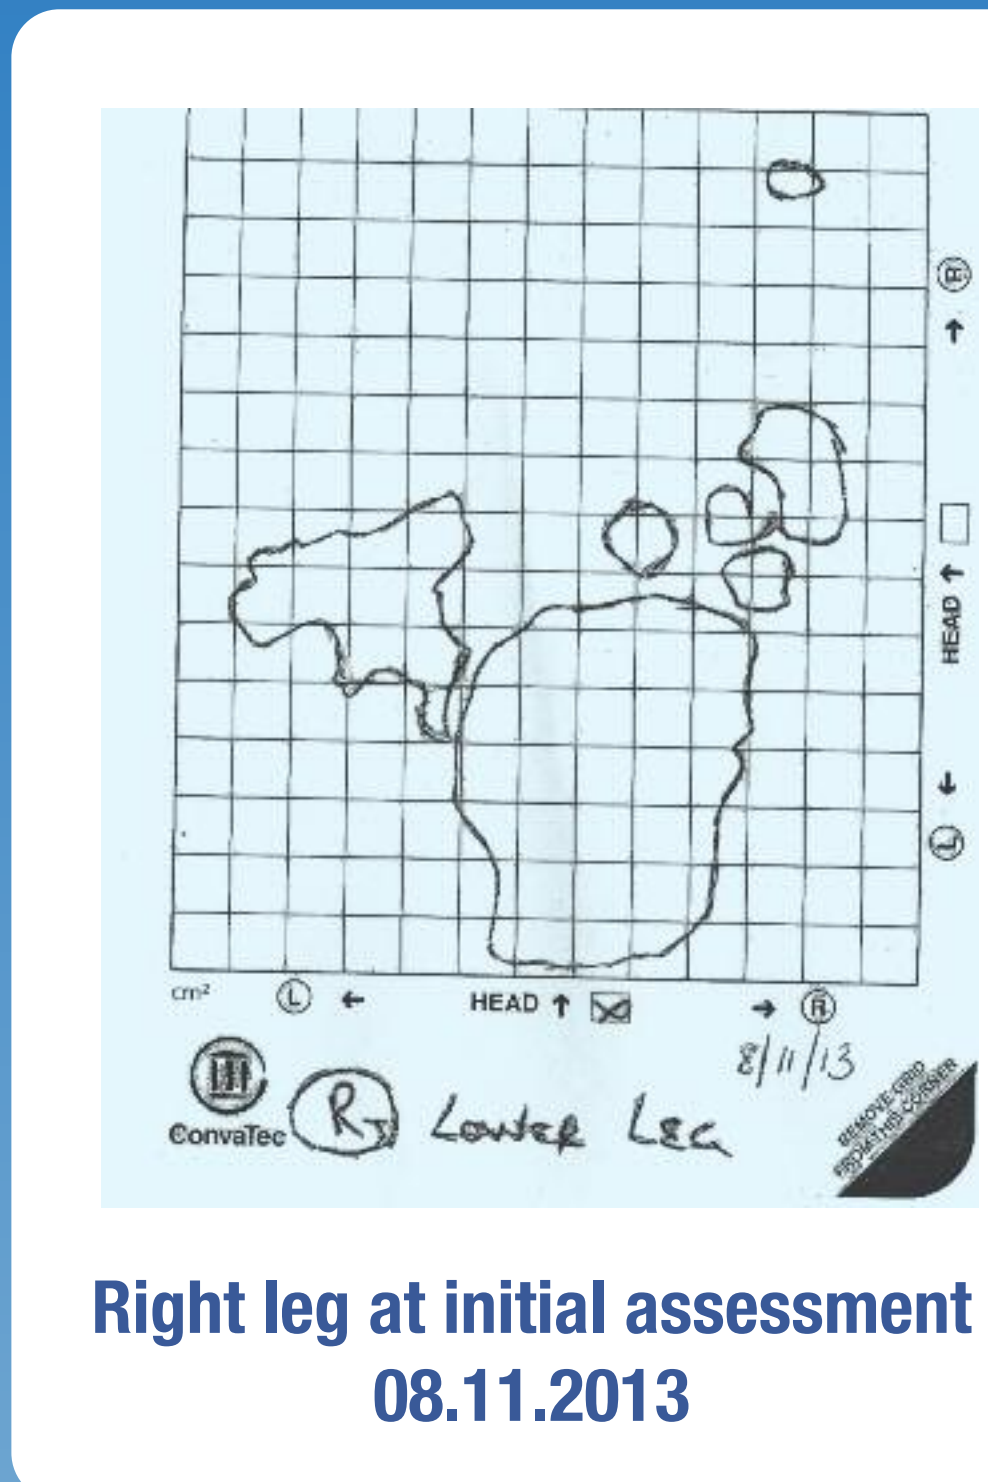 R
HEAD ↑
L
cm²
L ← HEAD ↑ → R
8/11/13
REMOVE GRID
FROM THIS CORNER
ConvaTec
RT LOWER LEG
Right leg at initial assessment
08.11.2013